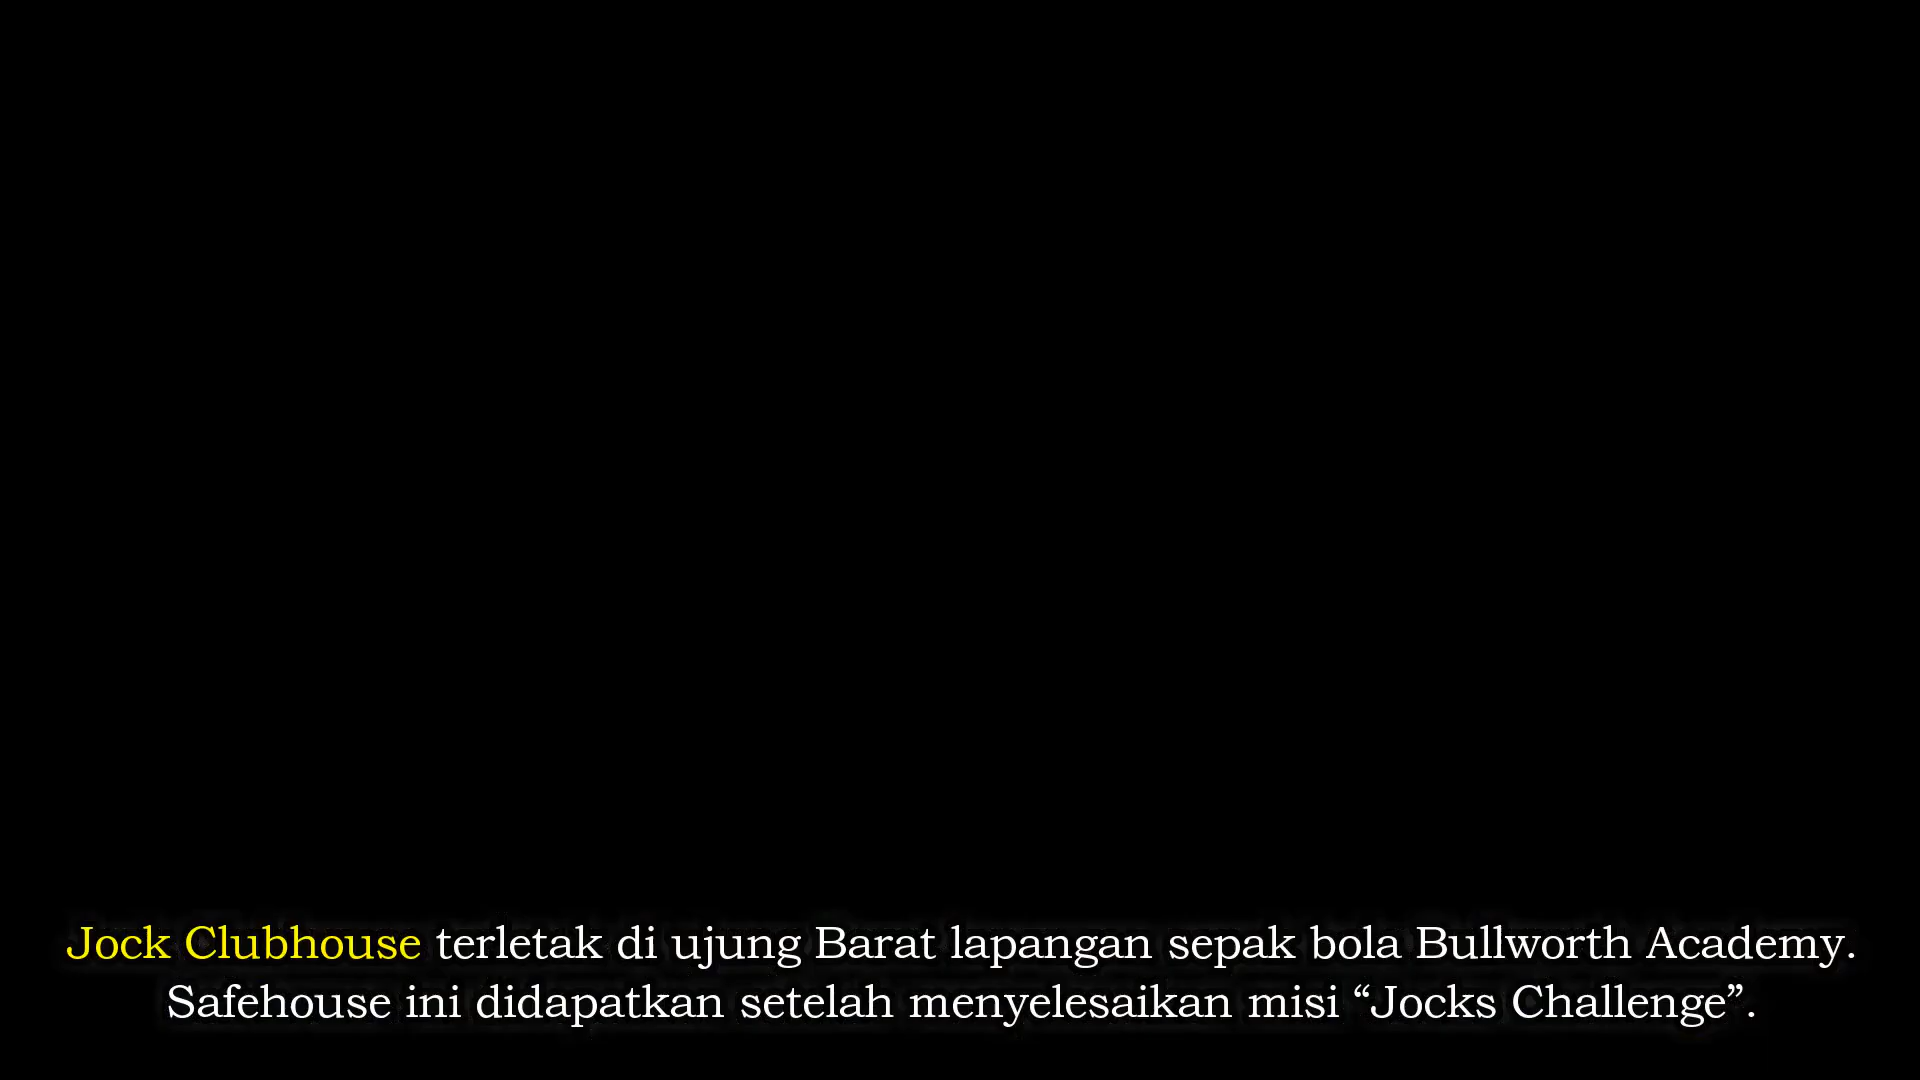 Jock Clubhouse terletak di ujung Barat lapangan sepak bola Bullworth Academy.
Safehouse ini didapatkan setelah menyelesaikan misi “Jocks Challenge”.